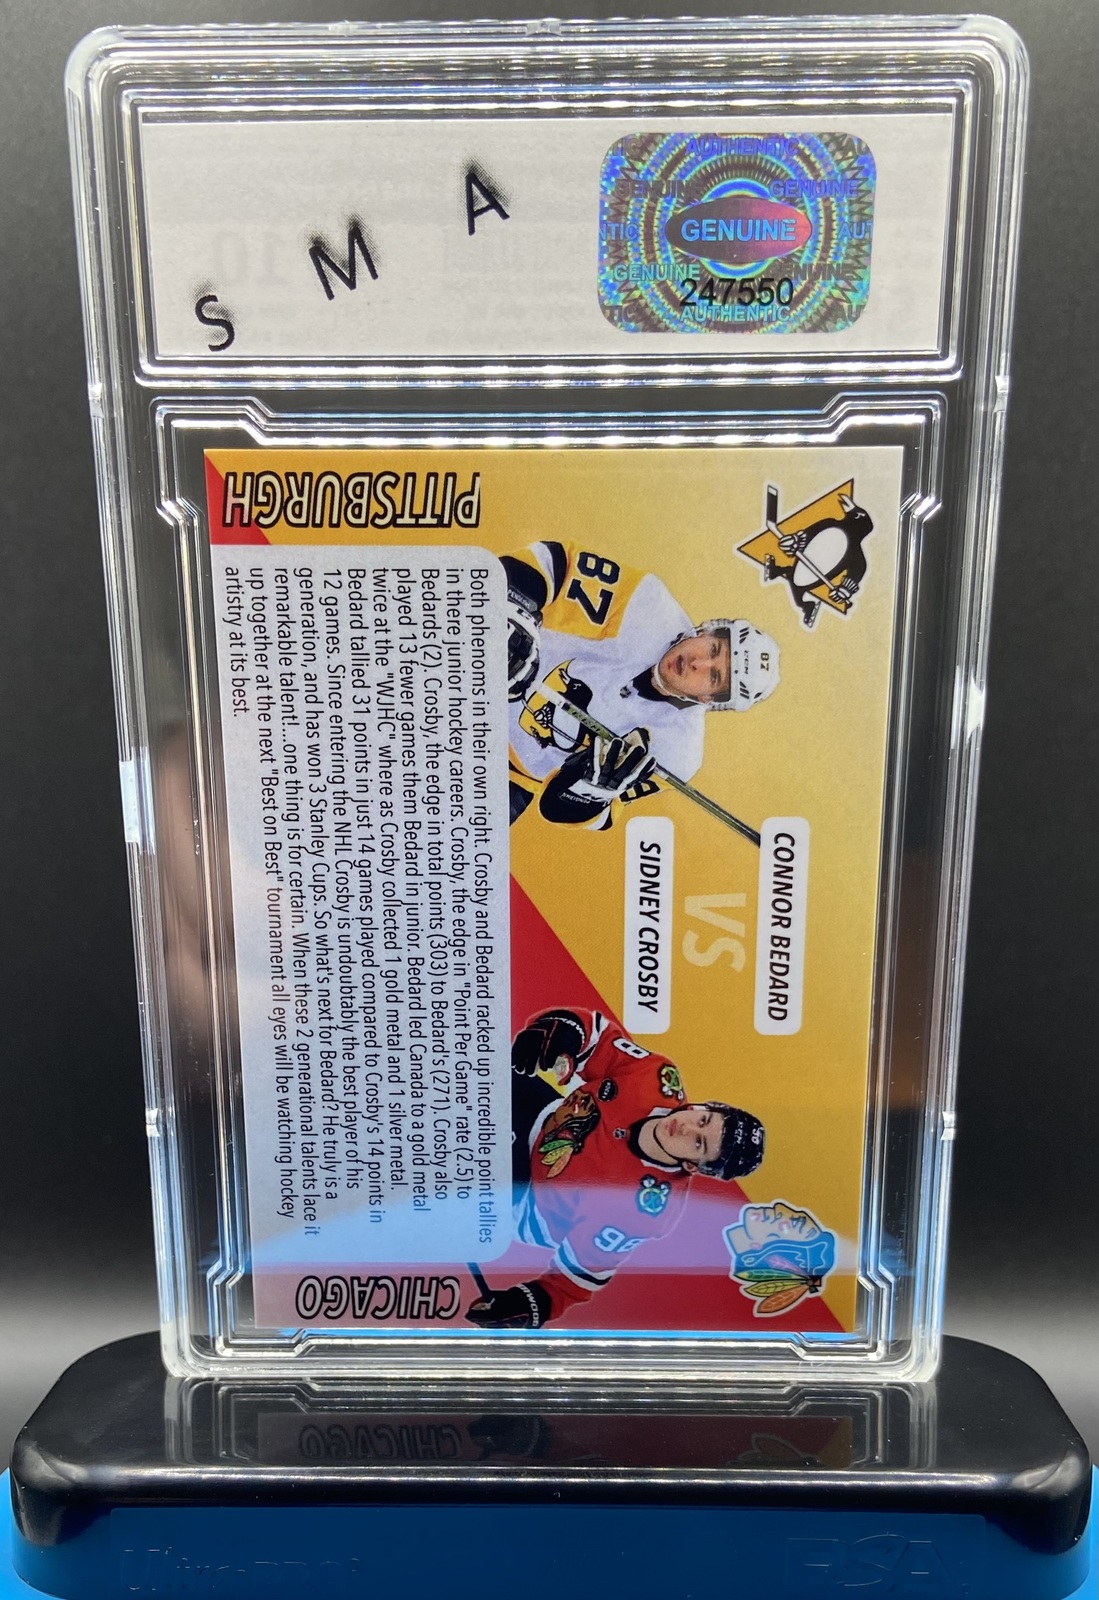 S M A
AUTHENTIC
GENUINE GENUINE
GENUINE
GENUINE GENUINE
247550
AUTHENTIC
CONNOR BEDARD
VS
SIDNEY CROSBY
87
87
CCM
98
98
PITTSBURGH
CHICAGO
Both phenoms in their own right. Crosby and Bedard racked up incredible point tallies
in there junior hockey careers. Crosby, the edge in "Point Per Game" rate (2.5) to
Bedards (2). Crosby, the edge in total points (303) to Bedard's (271). Crosby also
played 13 fewer games them Bedard in junior. Bedard led Canada to a gold metal
twice at the "WJHC" where as Crosby collected 1 gold metal and 1 silver metal.
Bedard tallied 31 points in just 14 games played compared to Crosby's 14 points in
12 games. Since entering the NHL Crosby is undoubtably the best player of his
generation, and has won 3 Stanley Cups. So what's next for Bedard? He truly is a
remarkable talent!...one thing is for certain. When these 2 generational talents lace it
up together at the next "Best on Best" tournament all eyes will be watching hockey
artistry at its best.
PSA